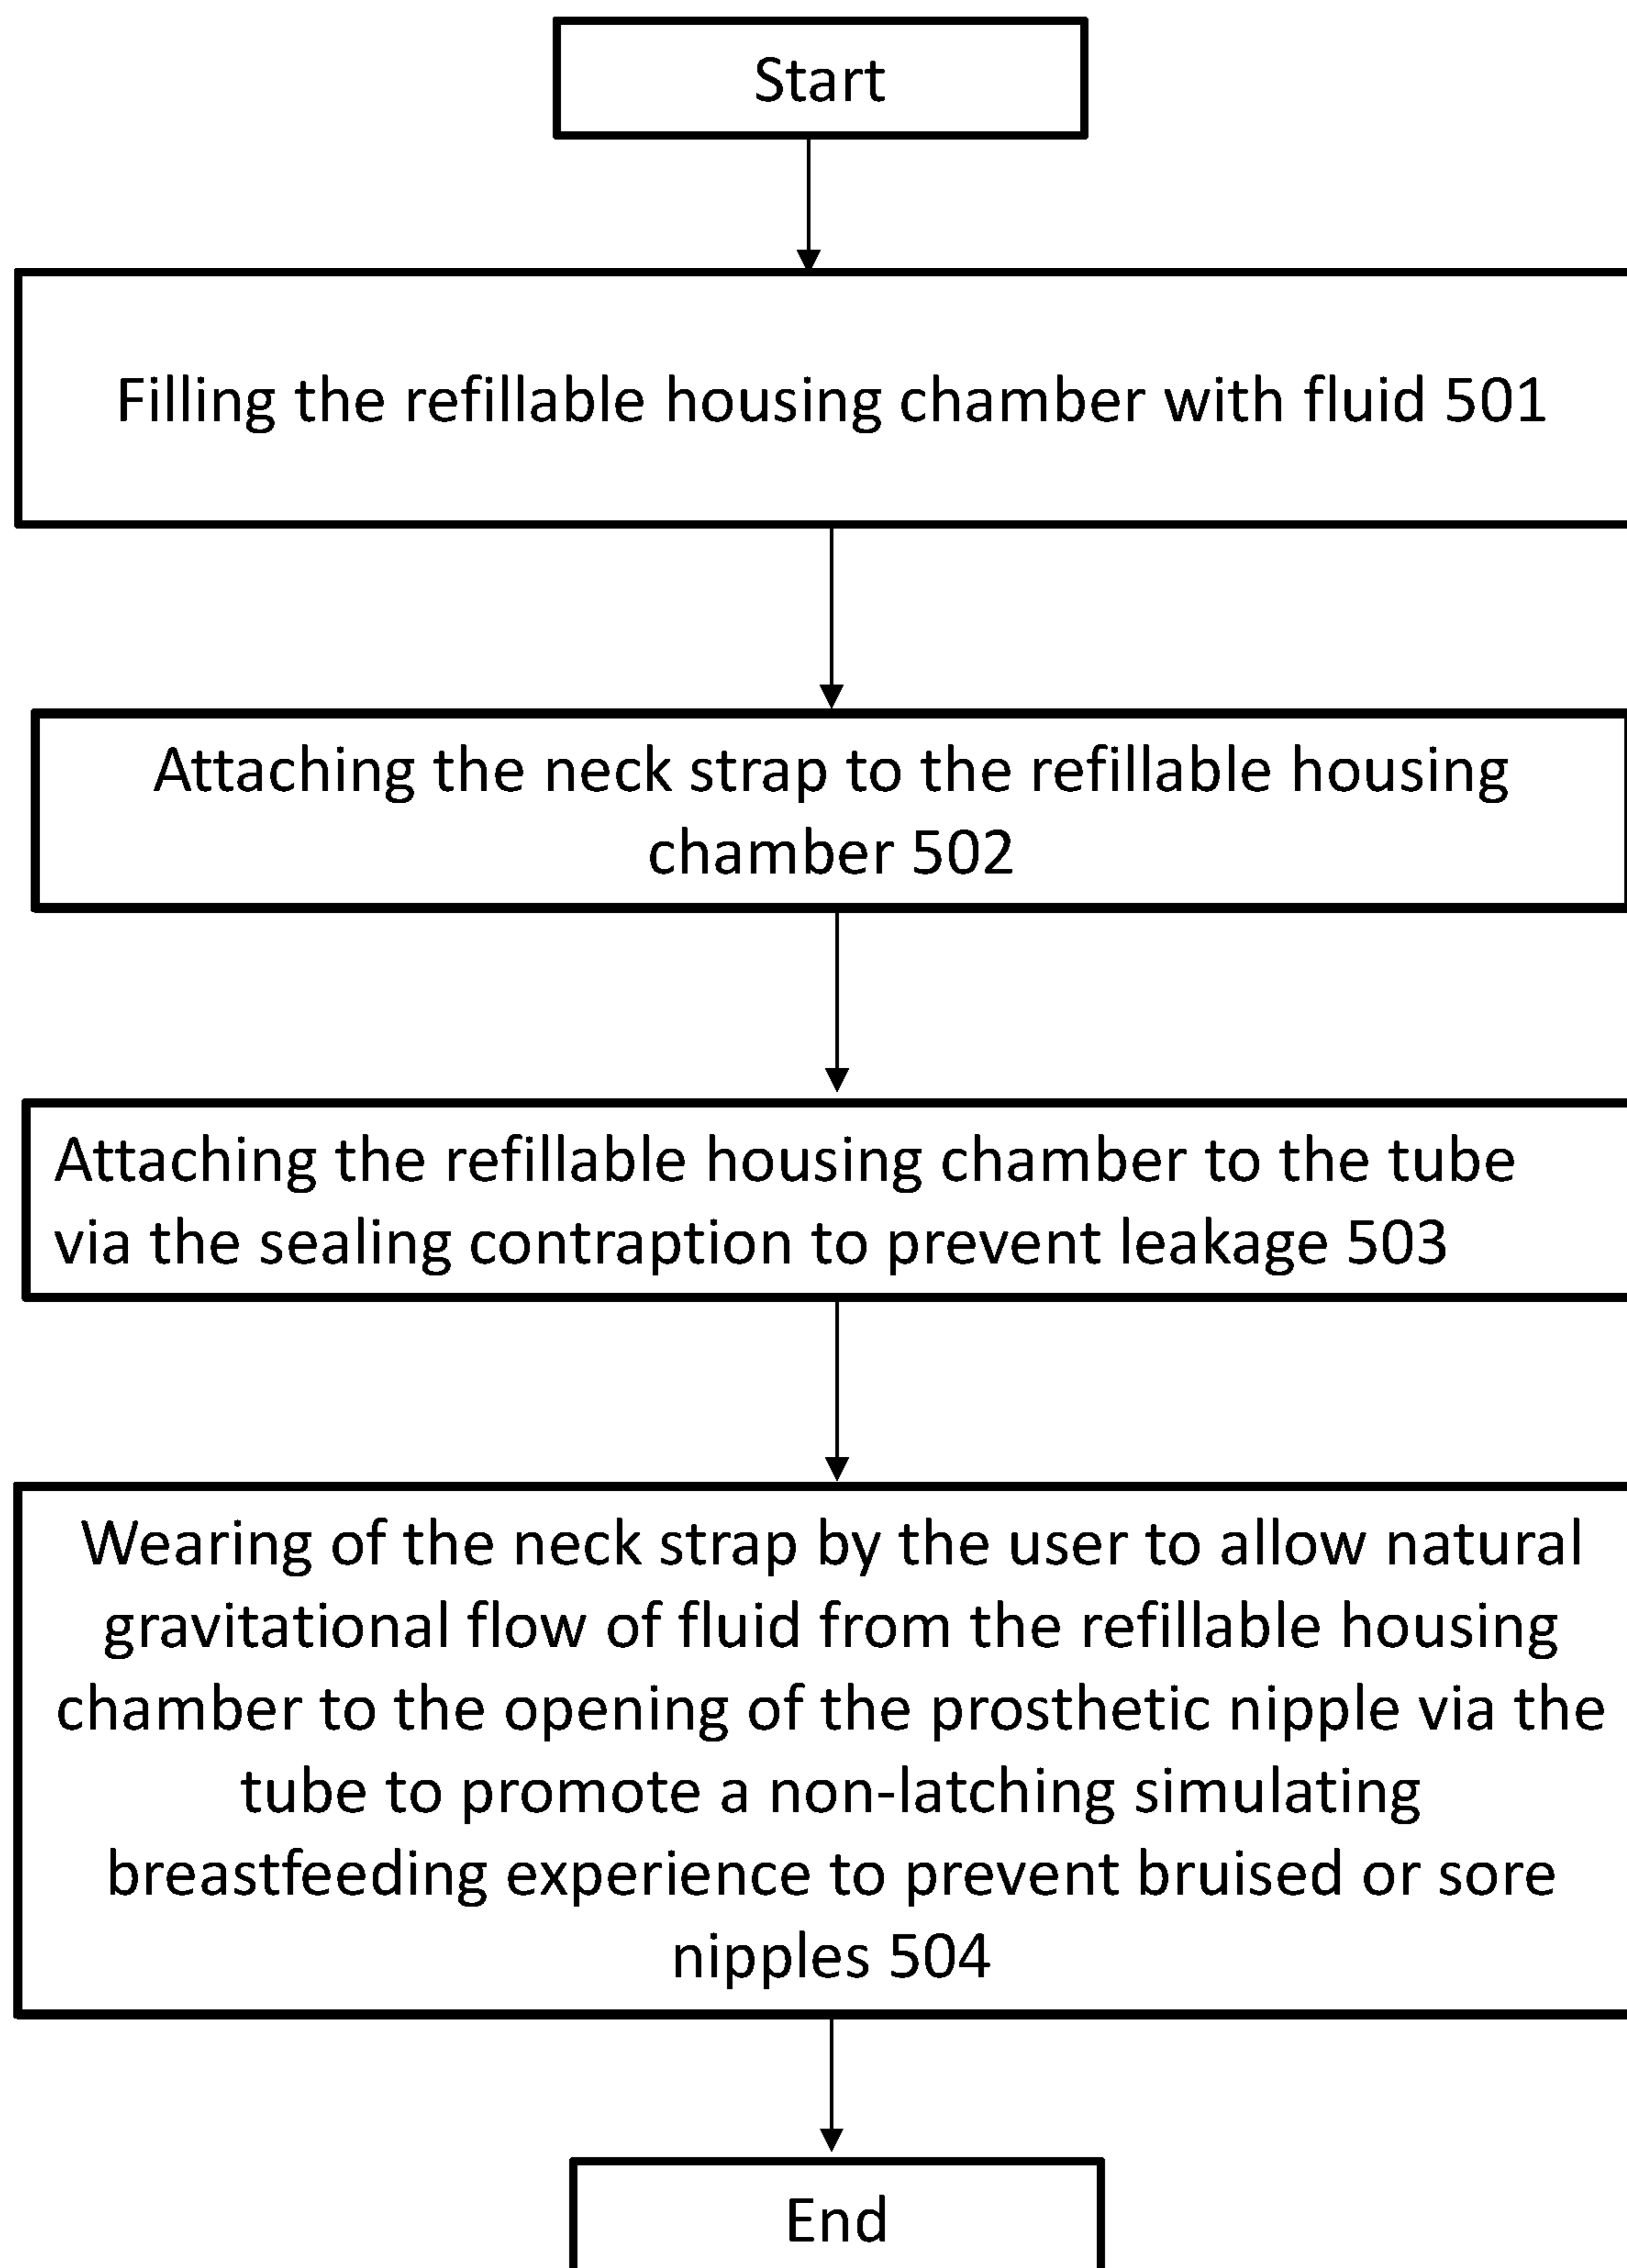 Start
Filling the refillable housing chamber with fluid 501
Attaching the neck strap to the refillable housing
chamber 502
Attaching the refillable housing chamber to the tube
via the sealing contraption to prevent leakage 503
Wearing of the neck strap by the user to allow natural
gravitational flow of fluid from the refillable housing
chamber to the opening of the prosthetic nipple via the
tube to promote a non-latching simulating
breastfeeding experience to prevent bruised or sore
nipples 504
End